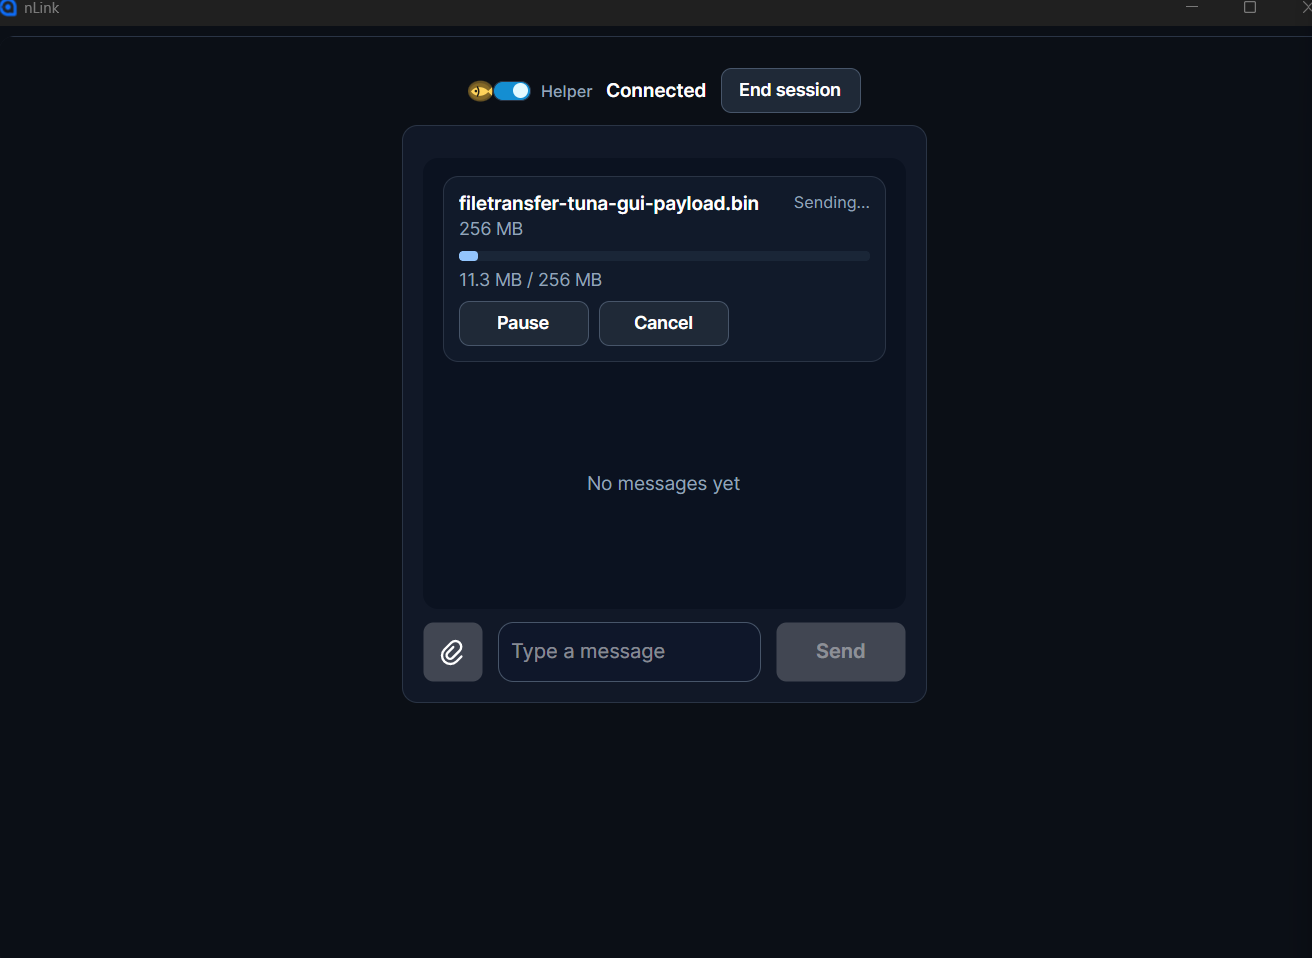 nLink
Helper Connected End session
filetransfer-tuna-gui-payload.bin Sending...
256 MB
11.3 MB / 256 MB
Pause Cancel
No messages yet
Type a message Send